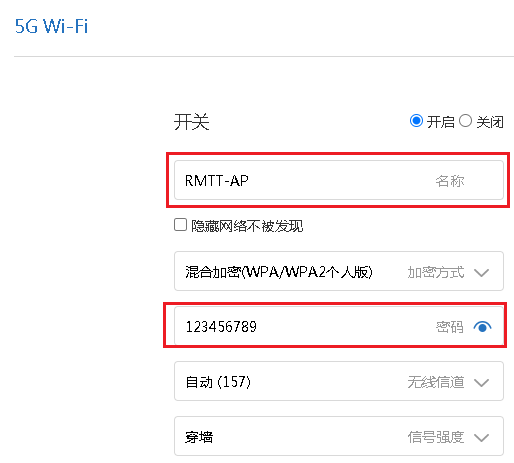 5G Wi-Fi
开关 开启 关闭
RMTT-AP 名称
隐藏网络不被发现
混合加密(WPA/WPA2个人版) 加密方式
123456789 密码
自动 (157) 无线信道
穿墙 信号强度